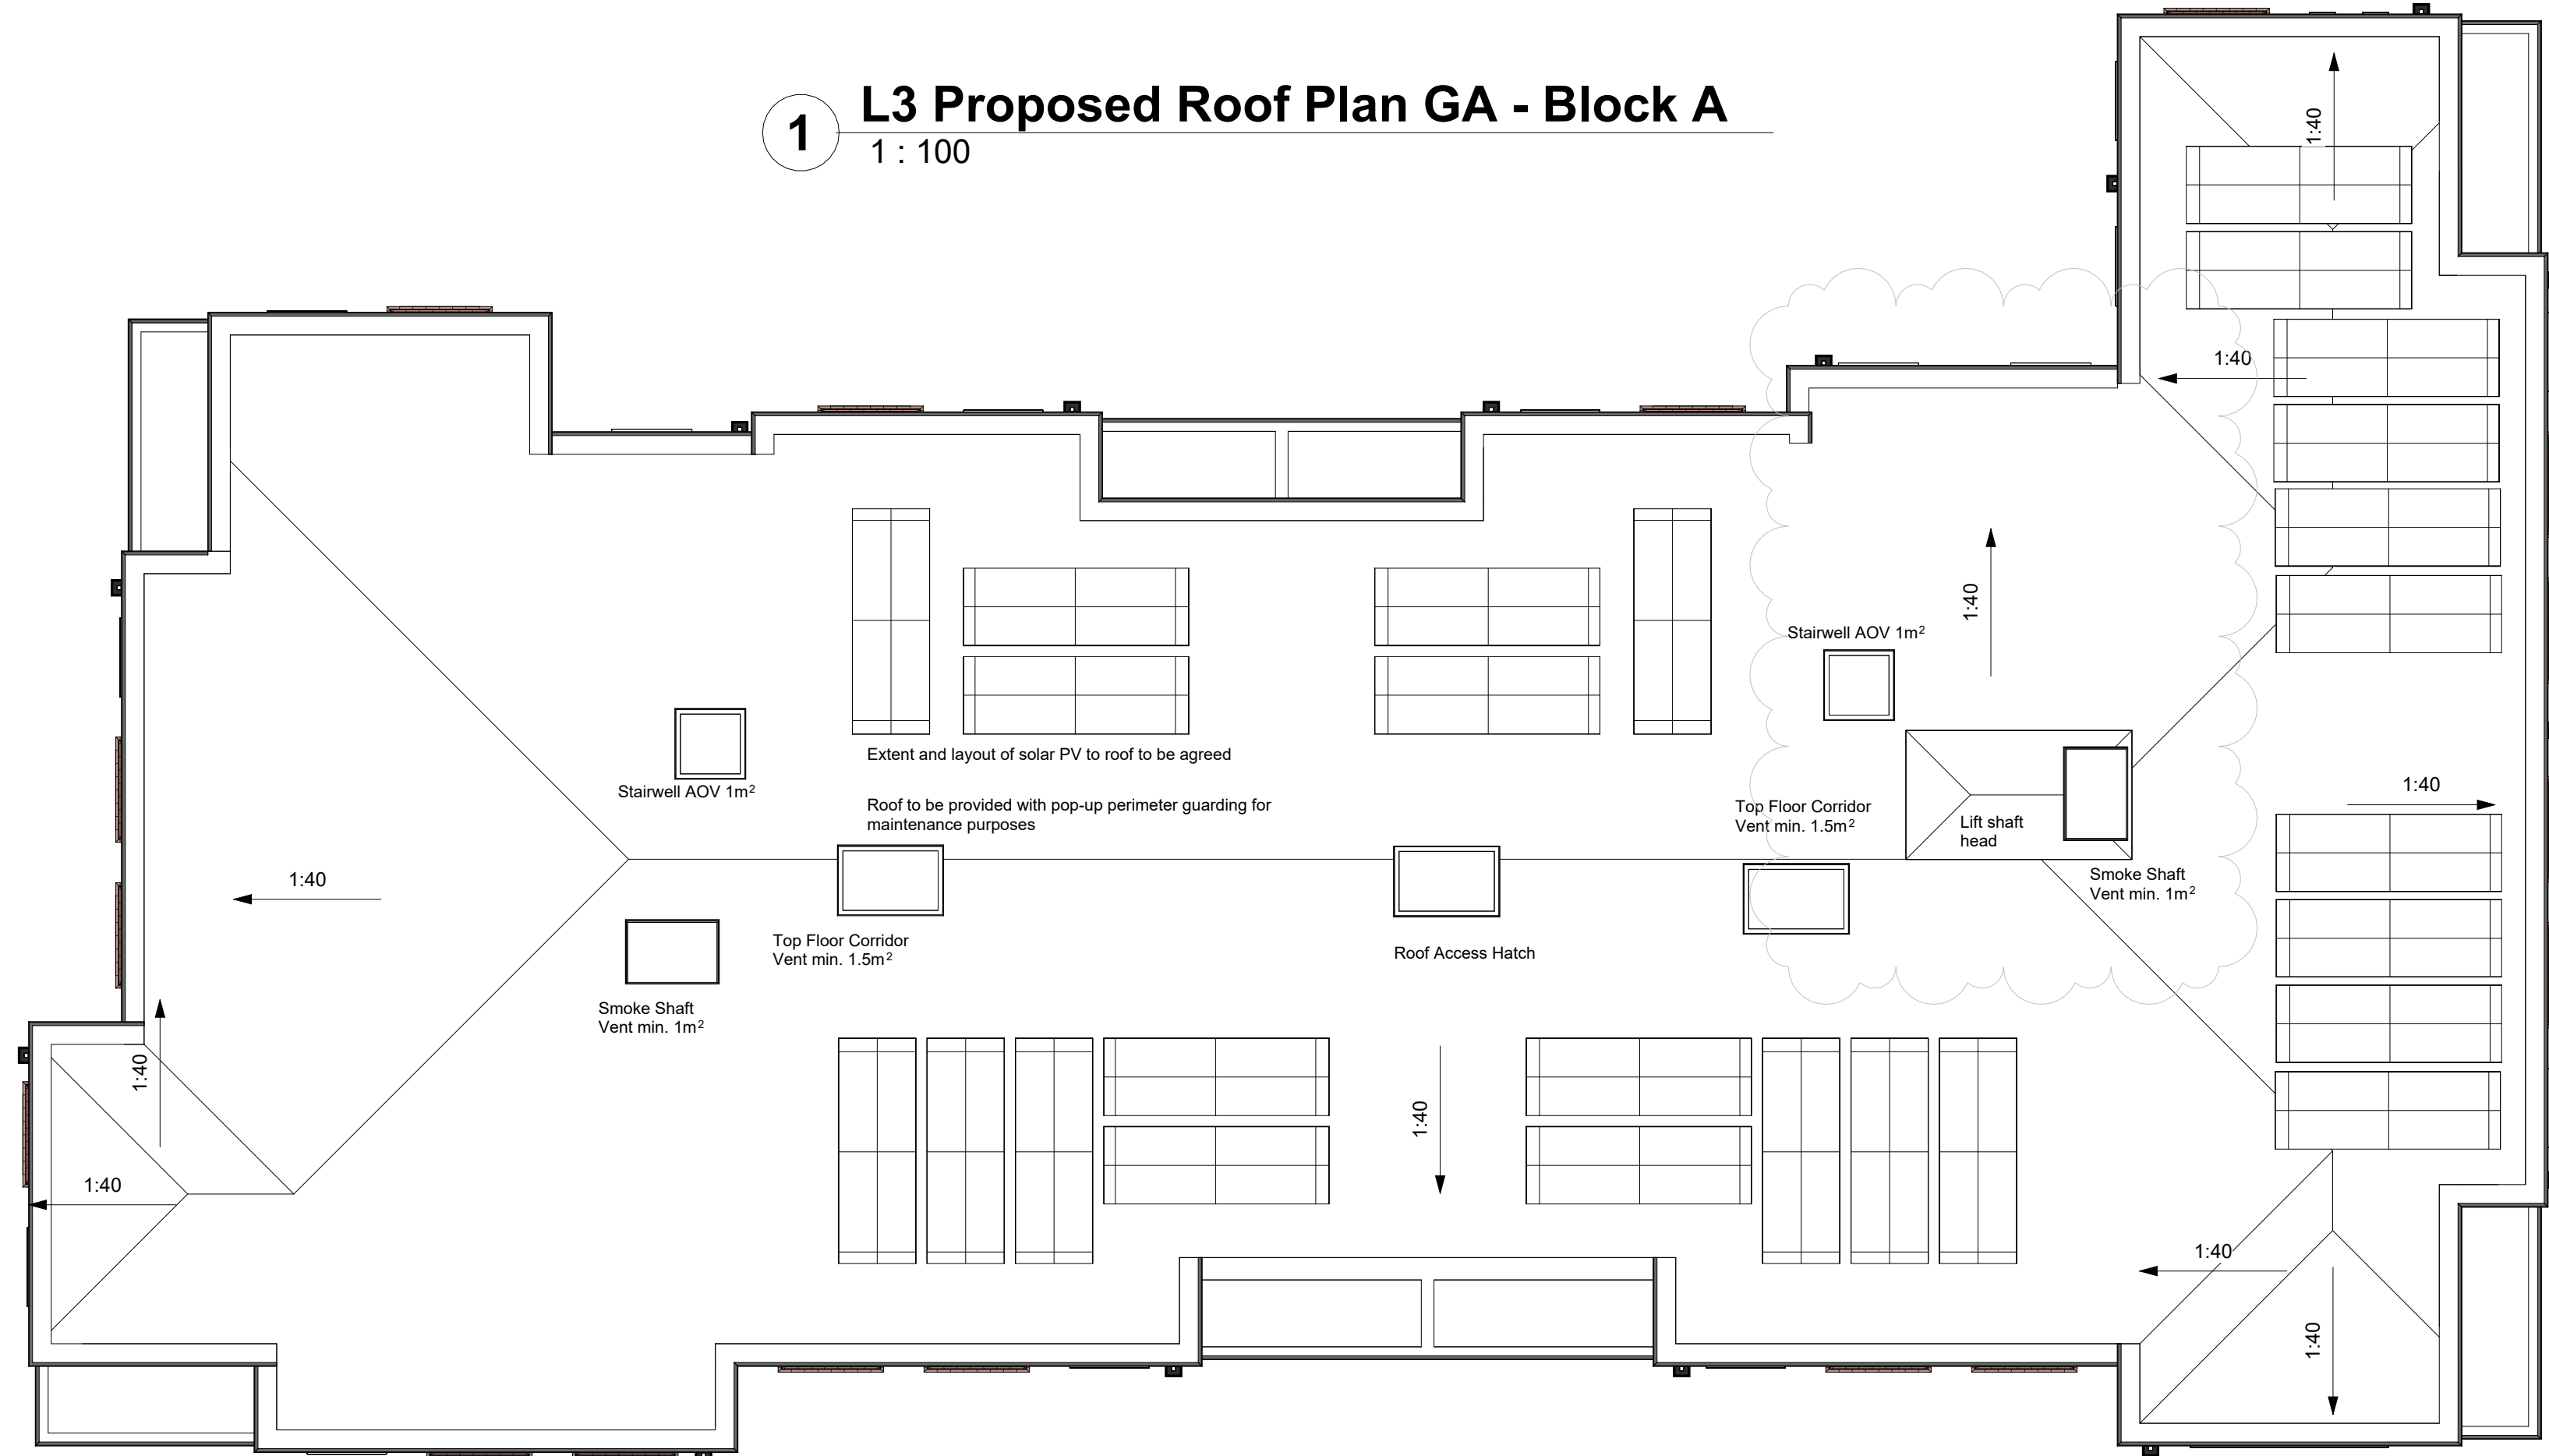 1
L3 Proposed Roof Plan GA - Block A
1 : 100
1:40
1:40
1:40
Stairwell AOV 1m²
Extent and layout of solar PV to roof to be agreed
Stairwell AOV 1m²
Roof to be provided with pop-up perimeter guarding for
maintenance purposes
Top Floor Corridor
Vent min. 1.5m²
Lift shaft
head
1:40
1:40
Smoke Shaft
Vent min. 1m²
Top Floor Corridor
Vent min. 1.5m²
Roof Access Hatch
Smoke Shaft
Vent min. 1m²
1:40
1:40
1:40
1:40
1:40